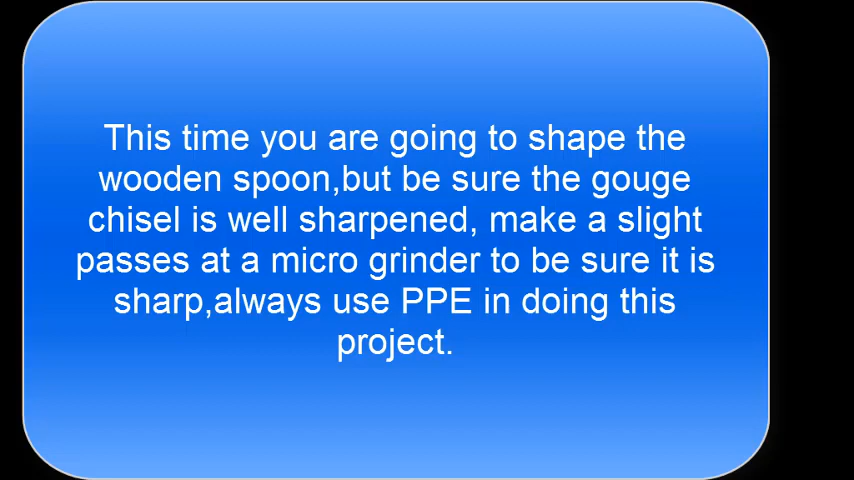 This time you are going to shape the
wooden spoon,but be sure the gouge
chisel is well sharpened, make a slight
passes at a micro grinder to be sure it is
sharp,always use PPE in doing this
project.